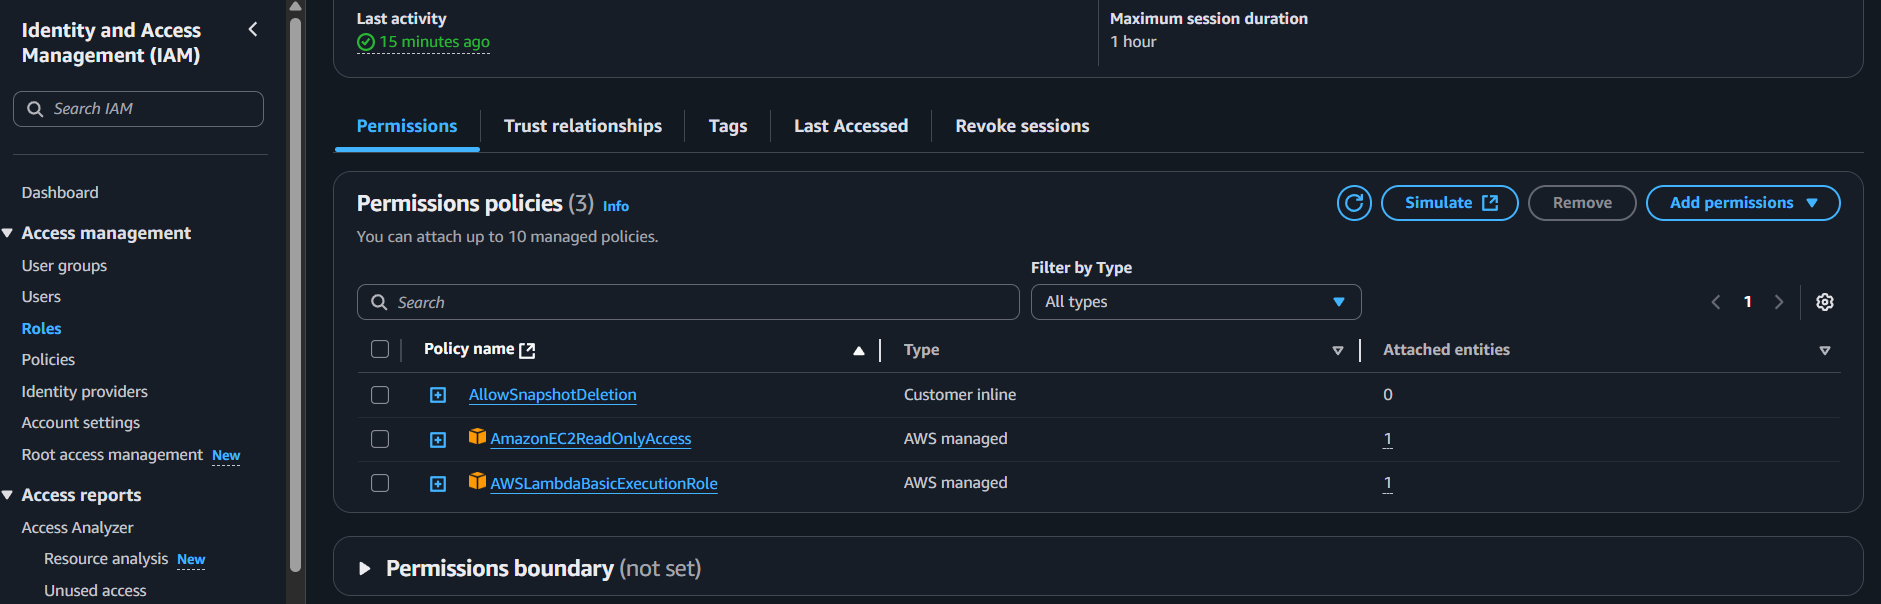 Identity and Access
Management (IAM)
Search IAM
Dashboard
Access management
User groups
Users
Roles
Policies
Identity providers
Account settings
Root access management New
Access reports
Access Analyzer
Resource analysis New
Unused access
Last activity
15 minutes ago
Maximum session duration
1 hour
Permissions Trust relationships Tags Last Accessed Revoke sessions
Permissions policies (3) Info
Simulate Remove Add permissions
You can attach up to 10 managed policies.
Filter by Type
Search All types 1
Policy name Type Attached entities
AllowSnapshotDeletion Customer inline 0
AmazonEC2ReadOnlyAccess AWS managed 1
AWSLambdaBasicExecutionRole AWS managed 1
Permissions boundary (not set)